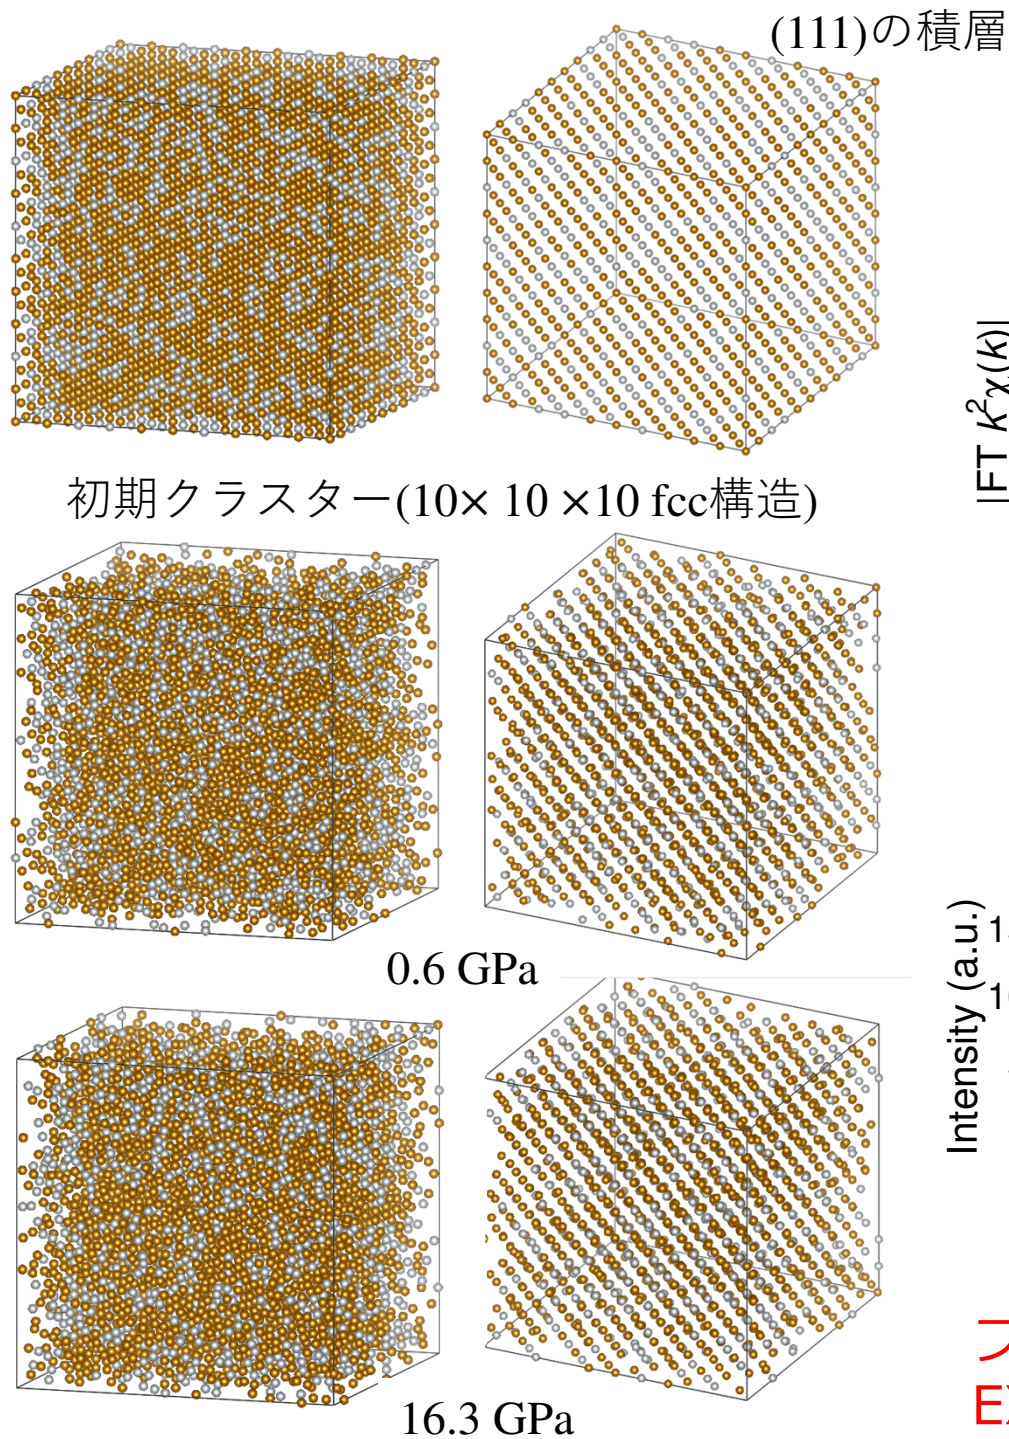 (111)の積層
|FT k²χ(k)|
初期クラスター(10× 10 ×10 fcc構造)
0.6 GPa
Intensity (a.u.)
16.3 GPa